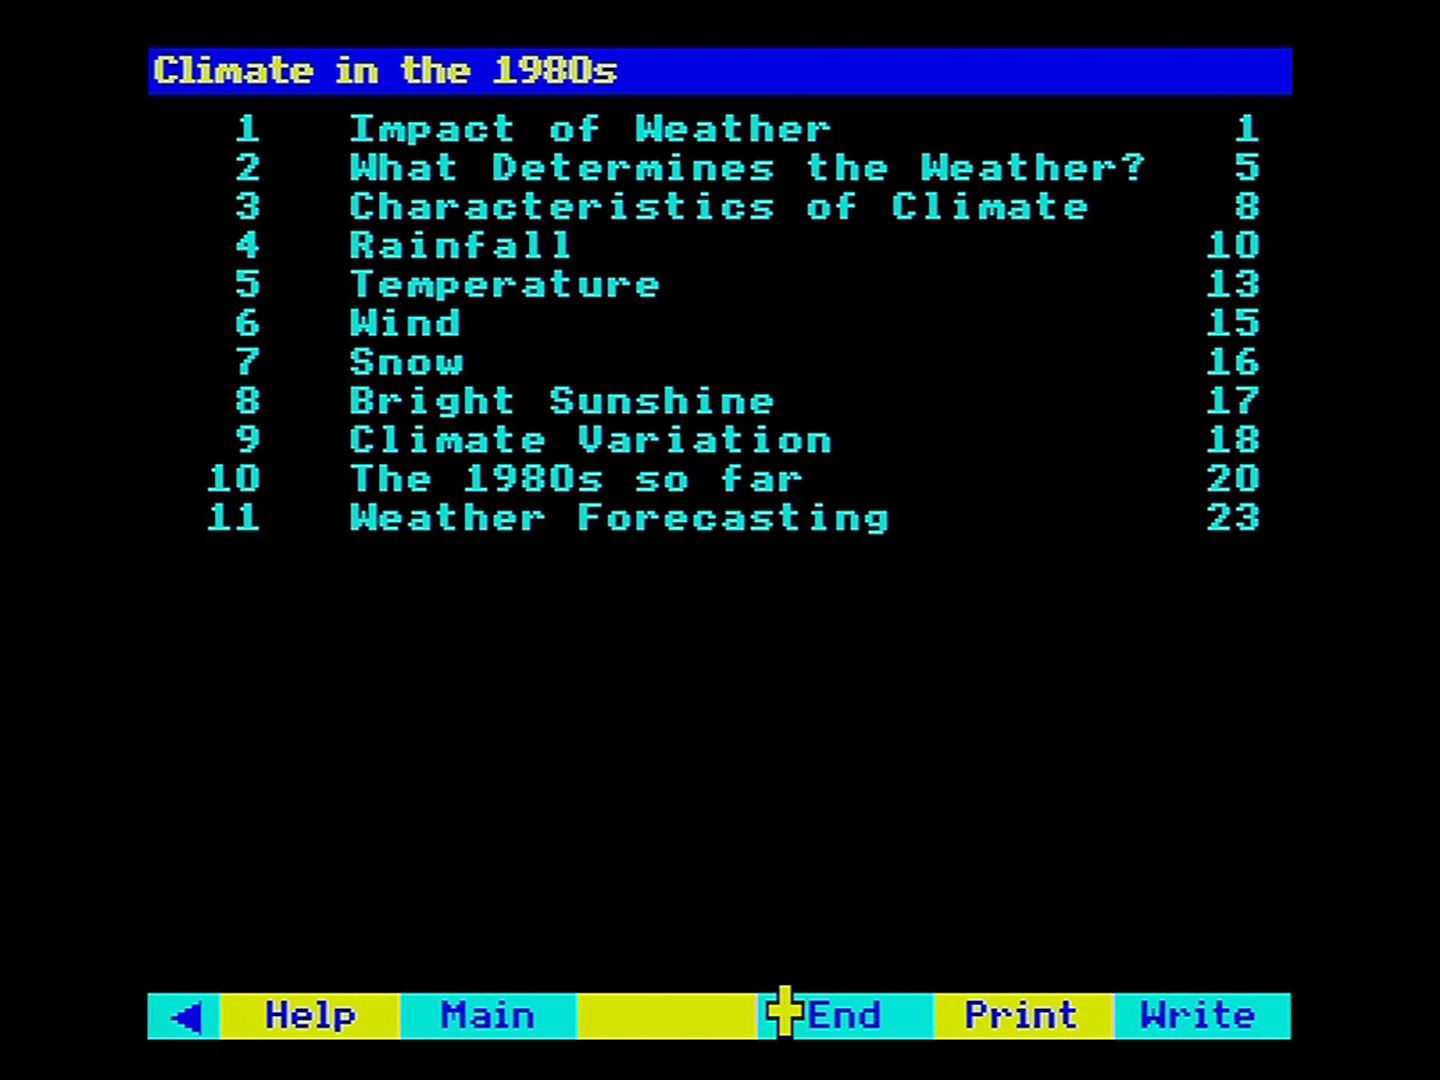 Climate in the 1980s
1 Impact of Weather 1
2 What Determines the Weather? 5
3 Characteristics of Climate 8
4 Rainfall 10
5 Temperature 13
6 Wind 15
7 Snow 16
8 Bright Sunshine 17
9 Climate Variation 18
10 The 1980s so far 20
11 Weather Forecasting 23
Help Main End Print Write